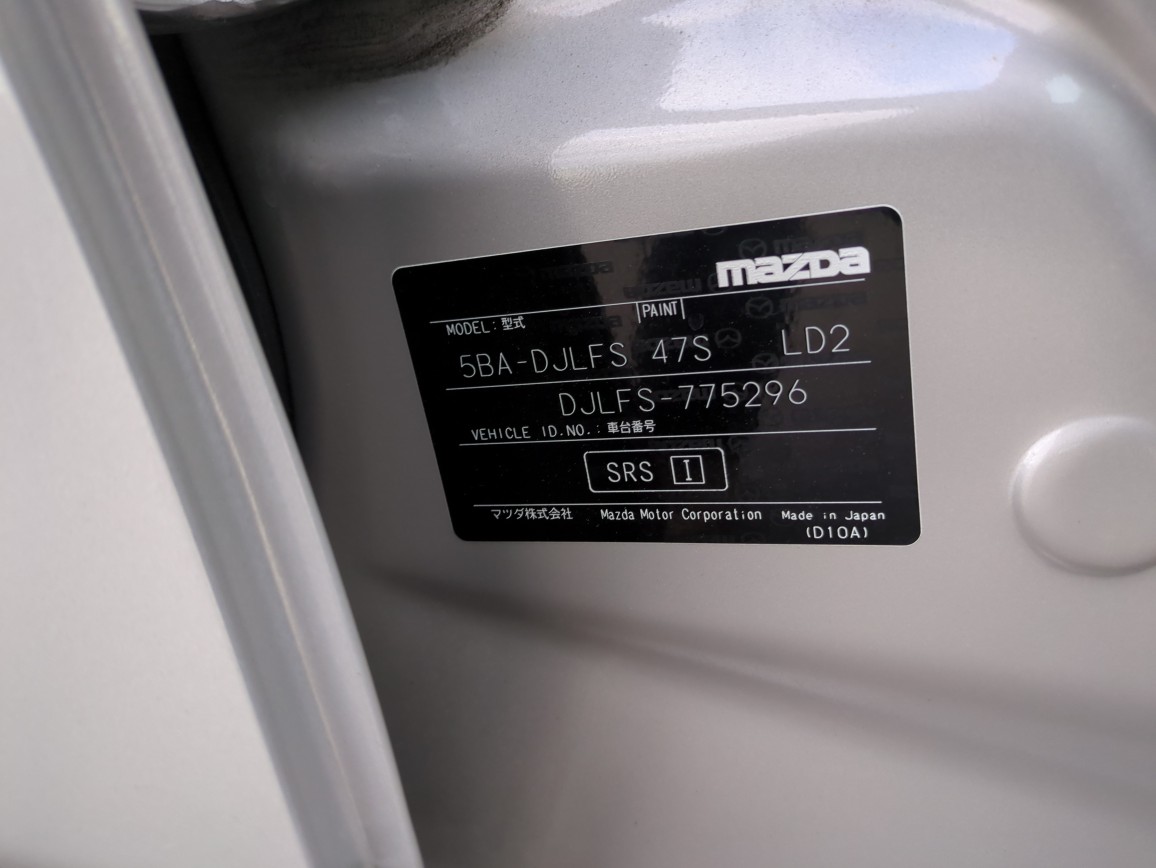 mazDa
MODEL:型式 PAINT
5BA-DJLFS 47S LD2
DJLFS-775296
VEHICLE ID.NO.:車台番号
SRS I
マツダ株式会社 Mazda Motor Corporation Made in Japan
(D10A)